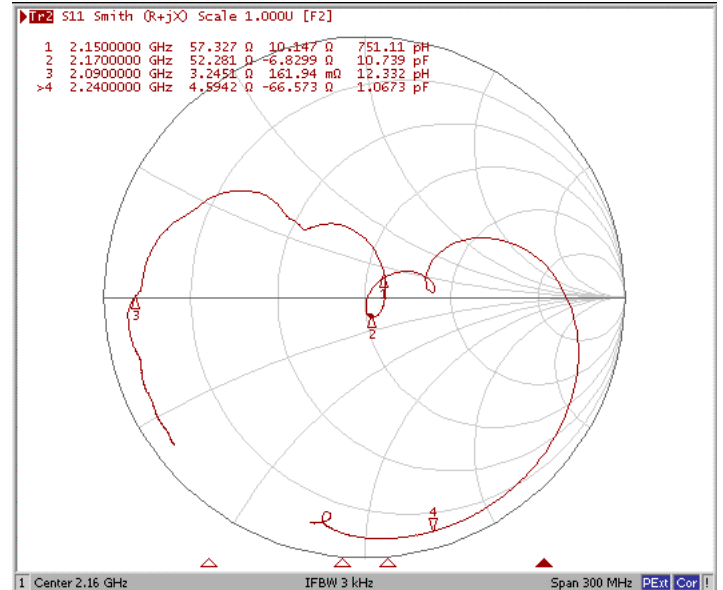 Tr2 S11 Smith (R+jX) Scale 1.000U [F2]
1 2.1500000 GHz 57.327 Ω 10.147 Ω 751.11 pH
2 2.1700000 GHz 52.281 Ω -6.8299 Ω 10.739 pF
3 2.0900000 GHz 3.2451 Ω 161.94 mΩ 12.332 pH
>4 2.2400000 GHz 4.5942 Ω -66.573 Ω 1.0673 pF
1
3
2
4
1 Center 2.16 GHz IFBW 3 kHz Span 300 MHz PExt Cor !